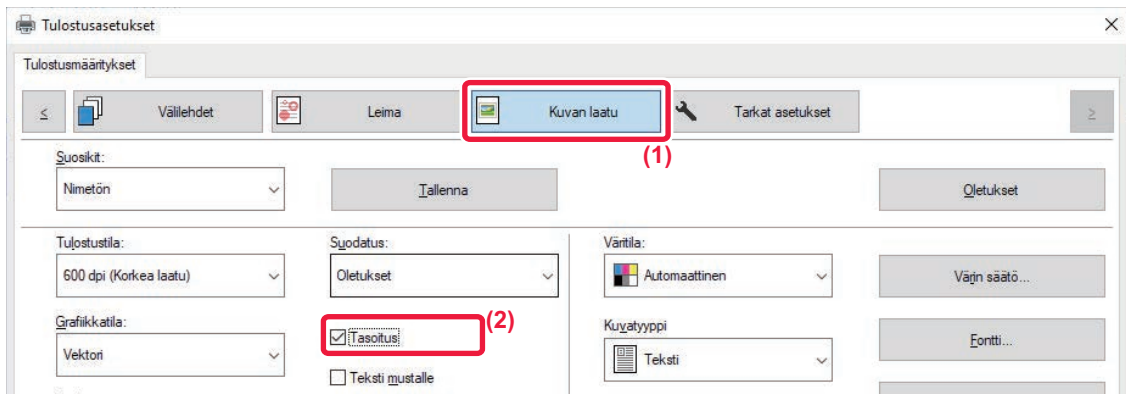 Tulostusasetukset
Tulostusmääritykset
< Välilehdet Leima Kuvan laatu Tarkat asetukset >
(1)
Suosikit:
Nimetön Tallenna Oletukset
Tulostustila: Suodatus: Väritila:
600 dpi (Korkea laatu) Oletukset Automaattinen Värin säätö...
(2)
Grafiikkatila: Tasoitus Kuvatyyppi Fontti...
Vektori Teksti
Teksti mustalle